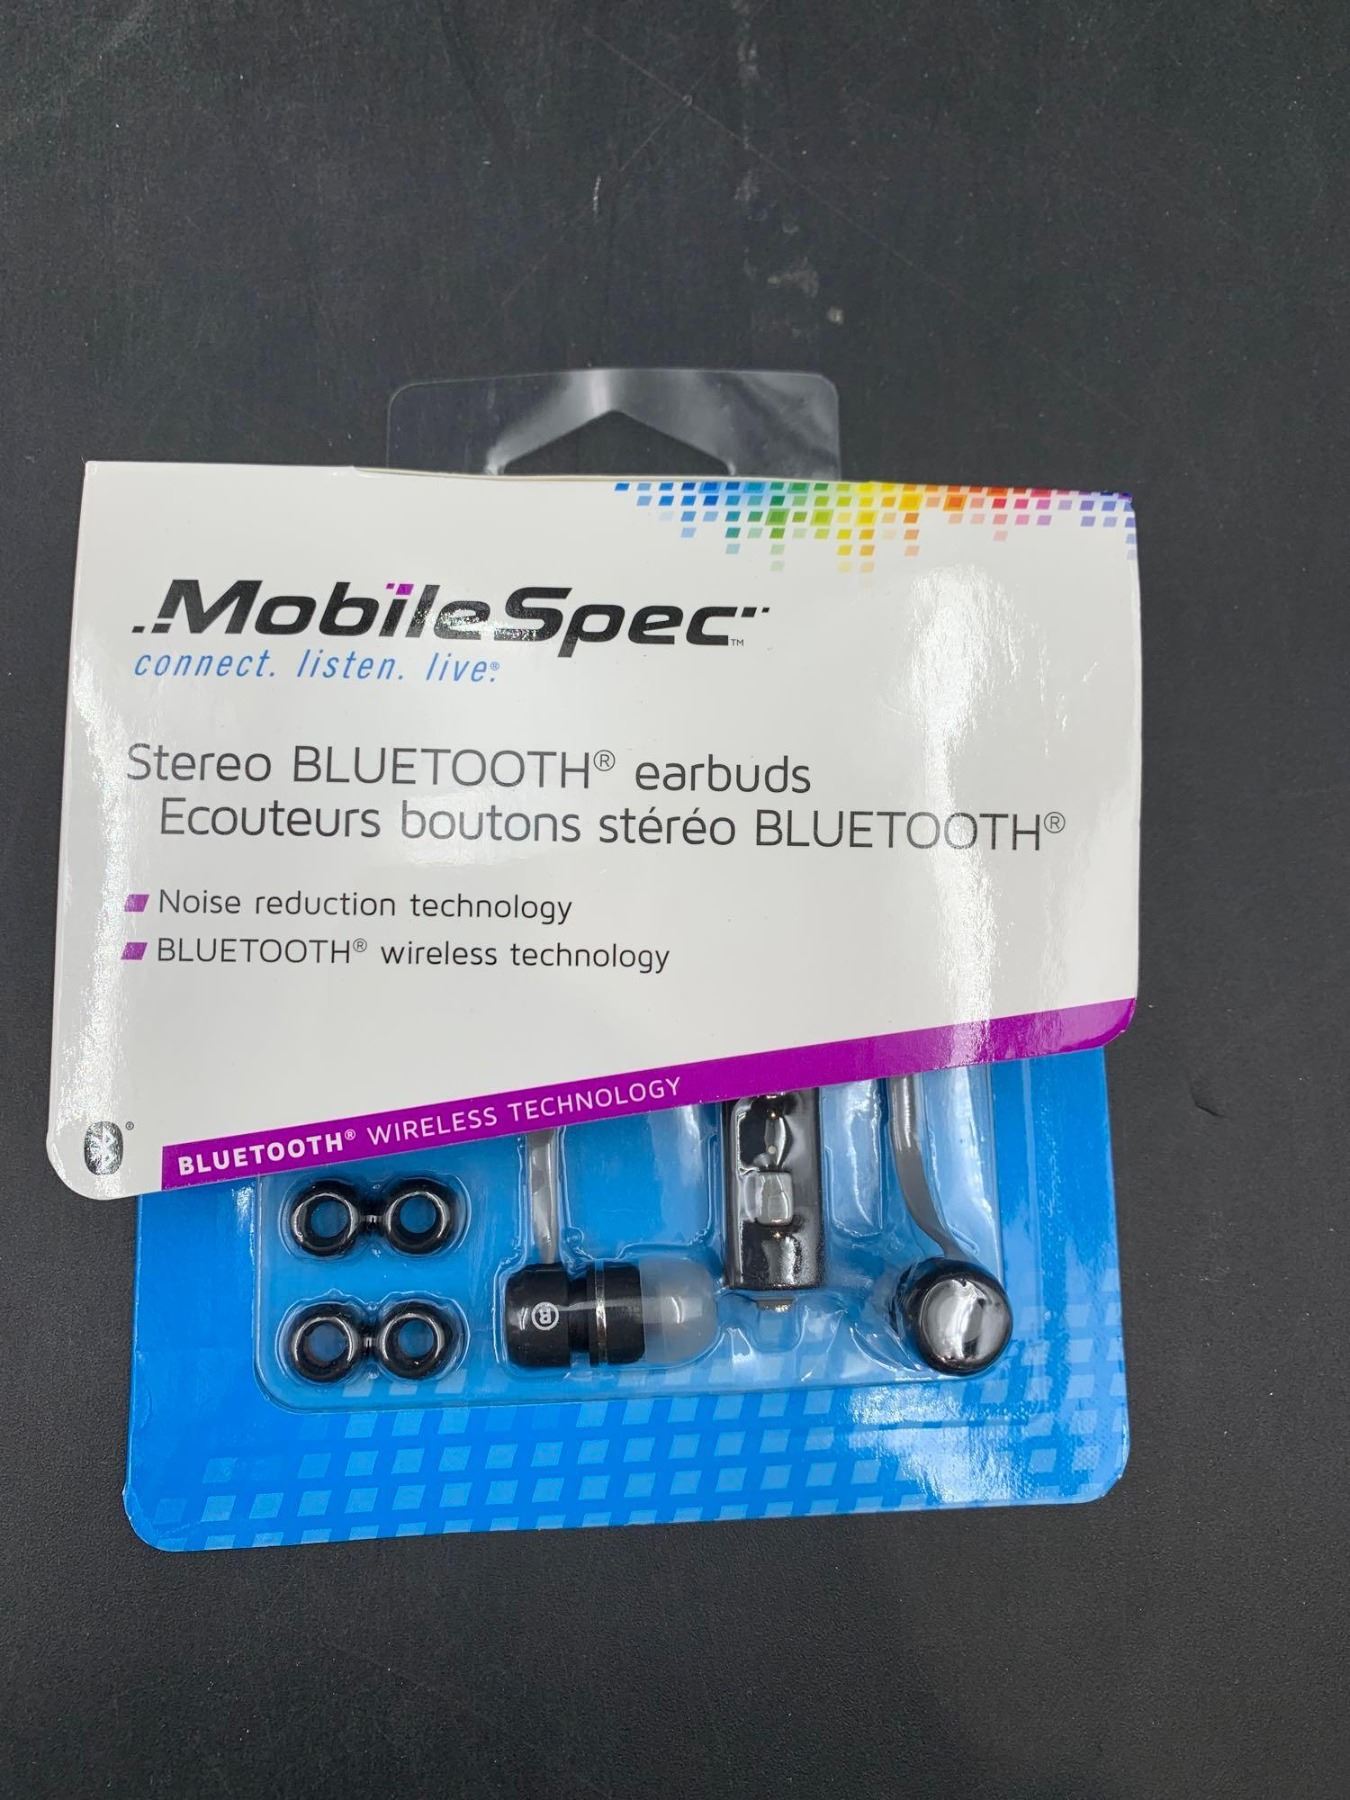 MobileSpec™
connect. listen. live.®
Stereo BLUETOOTH® earbuds
Ecouteurs boutons stéréo BLUETOOTH®
Noise reduction technology
BLUETOOTH® wireless technology
BLUETOOTH® WIRELESS TECHNOLOGY
®
R